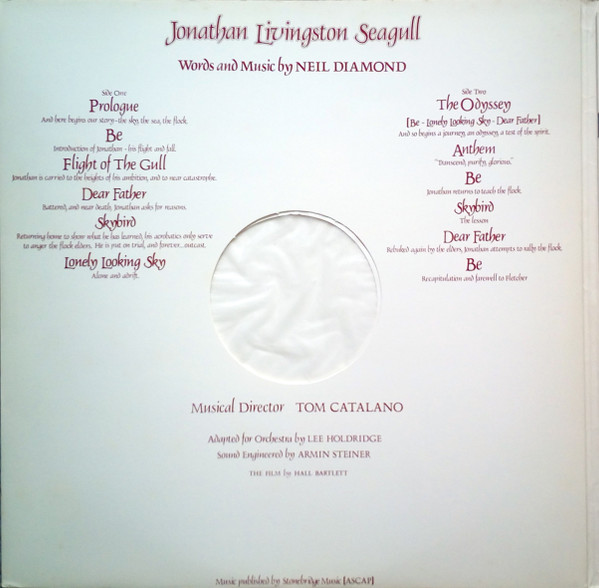 Jonathan Livingston Seagull
Words and Music by NEIL DIAMOND
Side One
Prologue
And here begins our story–the sky, the sea, the flock.
Be
Introduction of Jonathan – his flight and fall.
Flight of The Gull
Jonathan is carried to the heights of his ambition, and to near catastrophe.
Dear Father
Battered, and near death, Jonathan asks for reasons.
Skybird
Returning home to show what he has learned, his acrobatics only serve
to anger the flock elders. He is put on trial, and forever...outcast.
Lonely Looking Sky
Alone and adrift.
Side Two
The Odyssey
[Be – Lonely Looking Sky – Dear Father]
And so begins a journey, an odyssey, a test of the spirit.
Anthem
"Transcend, purify, glorious."
Be
Jonathan returns to teach the flock.
Skybird
The lesson
Dear Father
Rebuked again by the elders, Jonathan attempts to rally the flock.
Be
Recapitulation and farewell to Fletcher
Musical Director TOM CATALANO
Adapted for Orchestra by LEE HOLDRIDGE
Sound Engineered by ARMIN STEINER
THE FILM by HALL BARTLETT
Music published by Stonebridge Music [ASCAP]